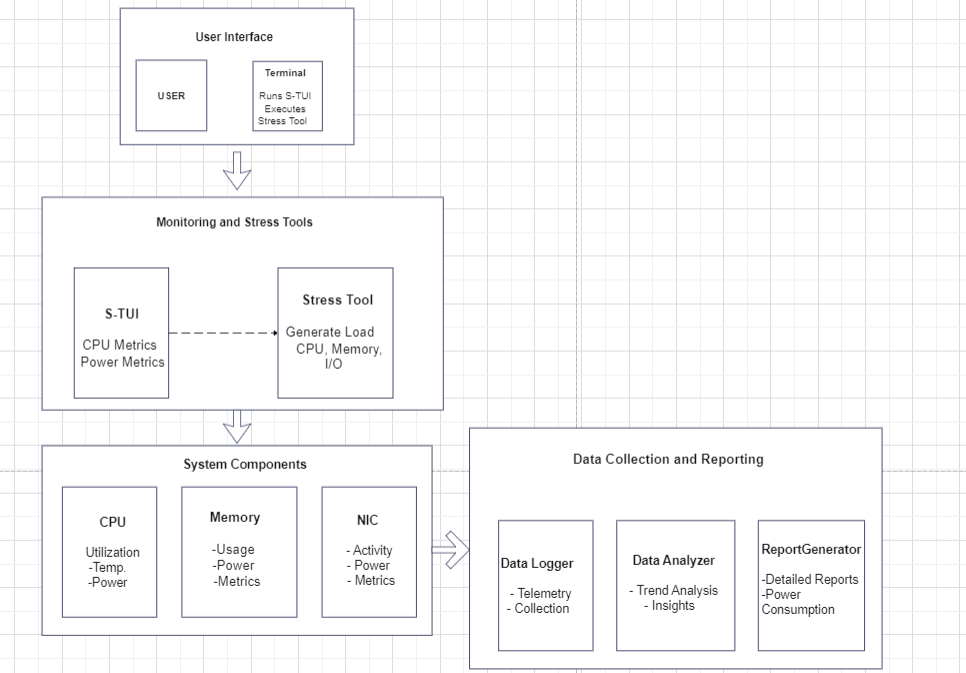 User Interface
USER
Terminal
Runs S-TUI
Executes
Stress Tool
Monitoring and Stress Tools
S-TUI
CPU Metrics
Power Metrics
Stress Tool
Generate Load
CPU, Memory,
I/O
System Components
CPU
Utilization
-Temp.
-Power
Memory
-Usage
-Power
-Metrics
NIC
- Activity
- Power
- Metrics
Data Collection and Reporting
Data Logger
- Telemetry
- Collection
Data Analyzer
- Trend Analysis
- Insights
ReportGenerator
-Detailed Reports
-Power
Consumption